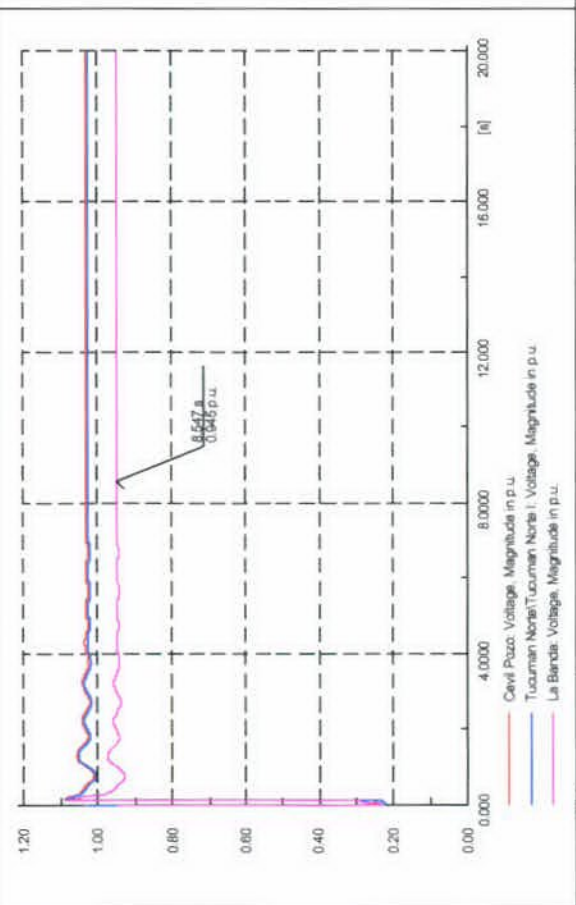 1.20
1.00
0.80
0.60
0.40
0.20
0.00
0.000
4.0000
8.0000
12.000
16.000
[s]
20.000
8.547 s
0.945 p.u.
Cevil Pozo: Voltage, Magnitude in p.u.
Tucuman Norte\Tucuman Norte I: Voltage, Magnitude in p.u.
La Banda: Voltage, Magnitude in p.u.